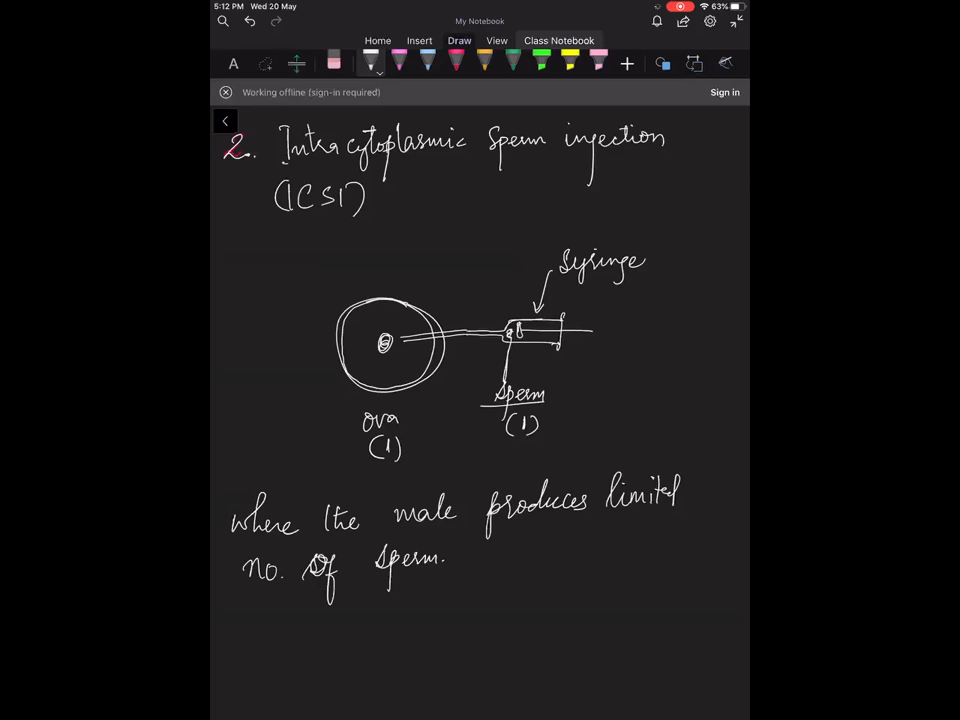 5:12 PM Wed 20 May
63%
My Notebook
Home Insert Draw View Class Notebook
A
Working offline (sign-in required) Sign in
2. Intra cytoplasmic sperm injection
(ICSI)
Syringe
sperm
(1)
ova
(1)
where the male produces limited
no. of sperm.